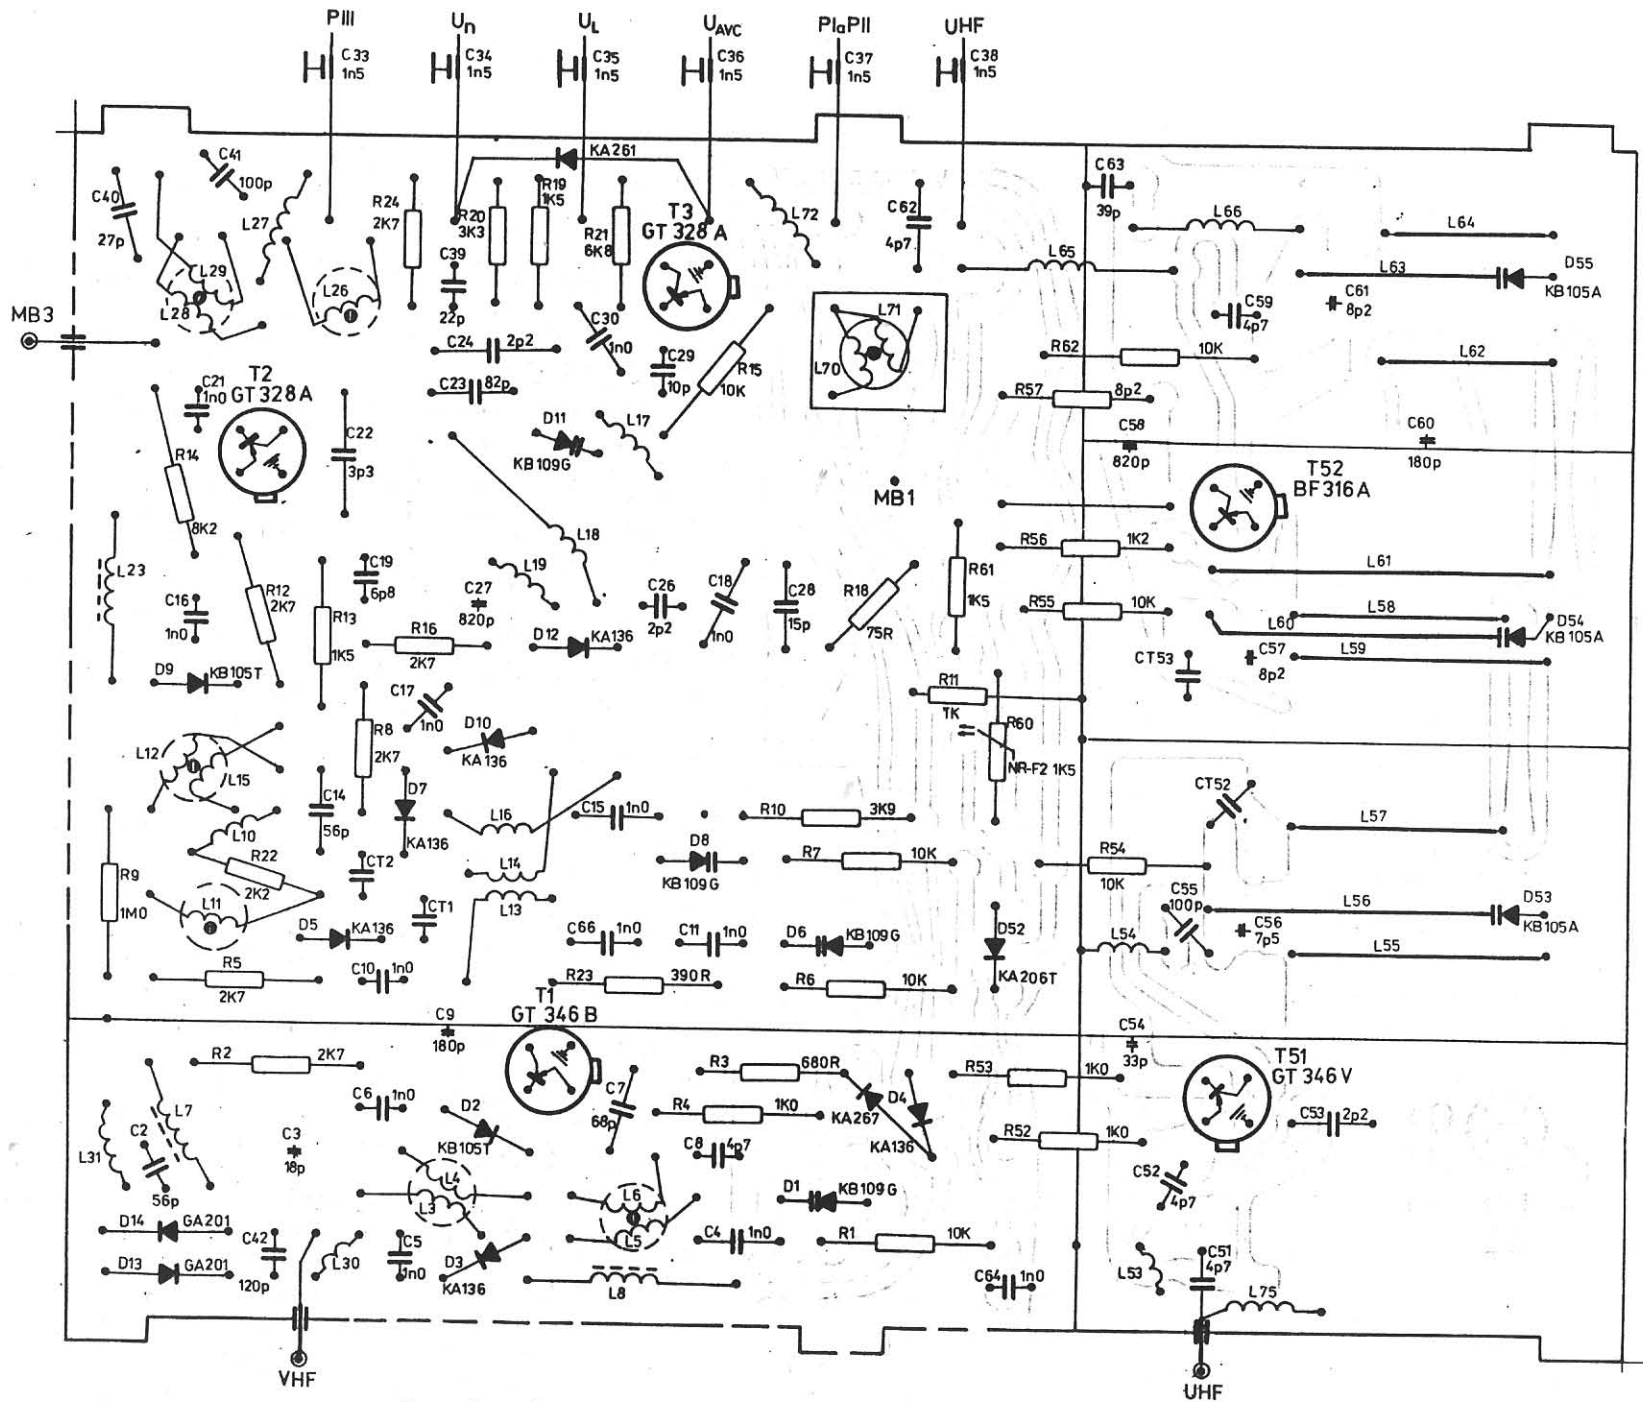 PIII
Un
UL
UAVC
PIaPII
UHF
C33
1n5
C34
1n5
C35
1n5
C36
1n5
C37
1n5
C38
1n5
KA261
C41
100p
C40
27p
L27
R24
2K7
R20
3K3
R19
1K5
R21
6K8
T3
GT 328 A
L72
C62
4p7
C63
39p
L66
L64
L65
L63
D55
KB105A
C39
22p
L29
L28
L26
MB3
C61
8p2
C59
4p7
C30
1n0
L71
L70
C24
2p2
C29
10p
R15
10K
R62
10K
L62
C21
1n0
T2
GT 328A
C23
82p
R57
8p2
D11
KB109G
L17
C58
820p
C60
180p
C22
3p3
R14
8K2
T52
BF316A
MB1
L18
R56
1K2
L23
L19
C19
6p8
R12
2K7
C27
820p
C26
2p2
C18
1n0
C28
15p
R18
75R
R61
1K5
L61
R55
10K
L58
L60
D54
KB105A
C16
1n0
R13
1K5
R16
2K7
D12
KA136
C57
8p2
L59
CT53
D9
KB105T
C17
1n0
R11
1K
R60
NR-F2 1K5
D10
KA136
R8
2K7
L12
L15
D7
KA136
C14
56p
CT52
L16
C15
1n0
R10
3K9
L57
L10
R22
2K2
D8
KB109G
R7
10K
R54
10K
CT2
L14
R9
1M0
L13
CT1
L11
C55
100p
L56
D53
KB105A
D5
KA136
C66
1n0
C11
1n0
D6
KB109G
D52
KA206T
L54
C56
7p5
L55
R5
2K7
C10
1n0
R23
390R
R6
10K
T1
GT 346 B
C9
180p
C54
33p
R2
2K7
R3
680R
R53
1K0
T51
GT 346 V
C6
1n0
D2
KB105T
C7
68p
R4
1K0
KA267
D4
KA136
C53
2p2
L7
C2
56p
L31
C3
18p
C8
4p7
R52
1K0
C52
4p7
L4
L3
L6
L5
D1
KB109G
D14
GA201
D13
GA201
C42
120p
L30
C5
1n0
D3
KA136
C4
1n0
R1
10K
L8
C64
1n0
L53
C51
4p7
L75
VHF
UHF